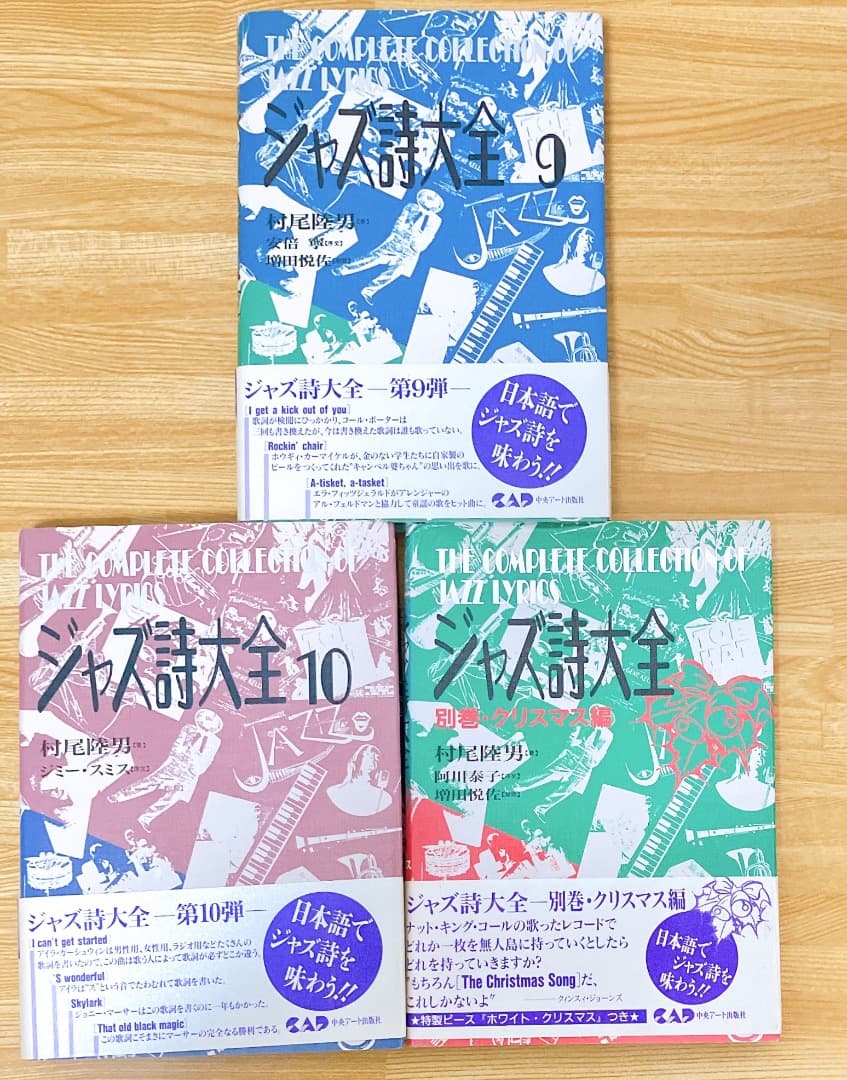 THE COMPLETE COLLECTION OF
JAZZ LYRICS
ジャズ詩大全 9
村尾陸男[著]
安倍 寧[序文]
増田悦佐
JAZZ
ジャズ詩大全―第9弾―
[I get a kick out of you]
歌詞が検閲にひっかかり、コール・ポーターは
三回も書き換えたが、今は書き換えた歌詞は誰も歌っていない。
[Rockin' chair]
ホウギィ・カーマイケルが、金のない学生たちに自家製の
ビールをつくってくれた“キャンベル婆ちゃん”の思い出を歌に。
[A-tisket, a-tasket]
エラ・フィッツジェラルドがアレンジャーの
アル・フェルドマンと協力して童謡の歌をヒット曲に。
日本語で
ジャズ詩を
味わう!!
CAP 中央アート出版社
THE COMPLETE COLLECTION OF
JAZZ LYRICS
ジャズ詩大全 10
村尾陸男[著]
ジミー・スミス[序文]
JAZZ
ジャズ詩大全―第10弾―
[I can't get started]
アイラ・ガーシュウィンは男性用、女性用、ラジオ用などたくさんの
歌詞を書いたので、この曲は歌う人によって歌詞が必ずどこか違う。
['S wonderful]
アイラは“ス”という音でたわむれて歌詞を書いた。
[Skylark]
ジョニー・マーサーはこの歌詞を書くのに一年もかかった。
[That old black magic]
この歌詞こそまさにマーサーの完全なる勝利である。
日本語で
ジャズ詩を
味わう!!
CAP 中央アート出版社
THE COMPLETE COLLECTION OF
JAZZ LYRICS
ジャズ詩大全
別巻・クリスマス編
村尾陸男[著]
阿川泰子[序文]
増田悦佐
JAZZ
ジャズ詩大全―別巻・クリスマス編
ナット・キング・コールの歌ったレコードで
どれか一枚を無人島に持っていくとしたら
どれを持っていきますか?
“もちろん[The Christmas Song]だ、
これしかないよ” ――クィンスィ・ジョーンズ
★特製ピース『ホワイト・クリスマス』つき★
日本語で
ジャズ詩を
味わう!!
CAP 中央アート出版社